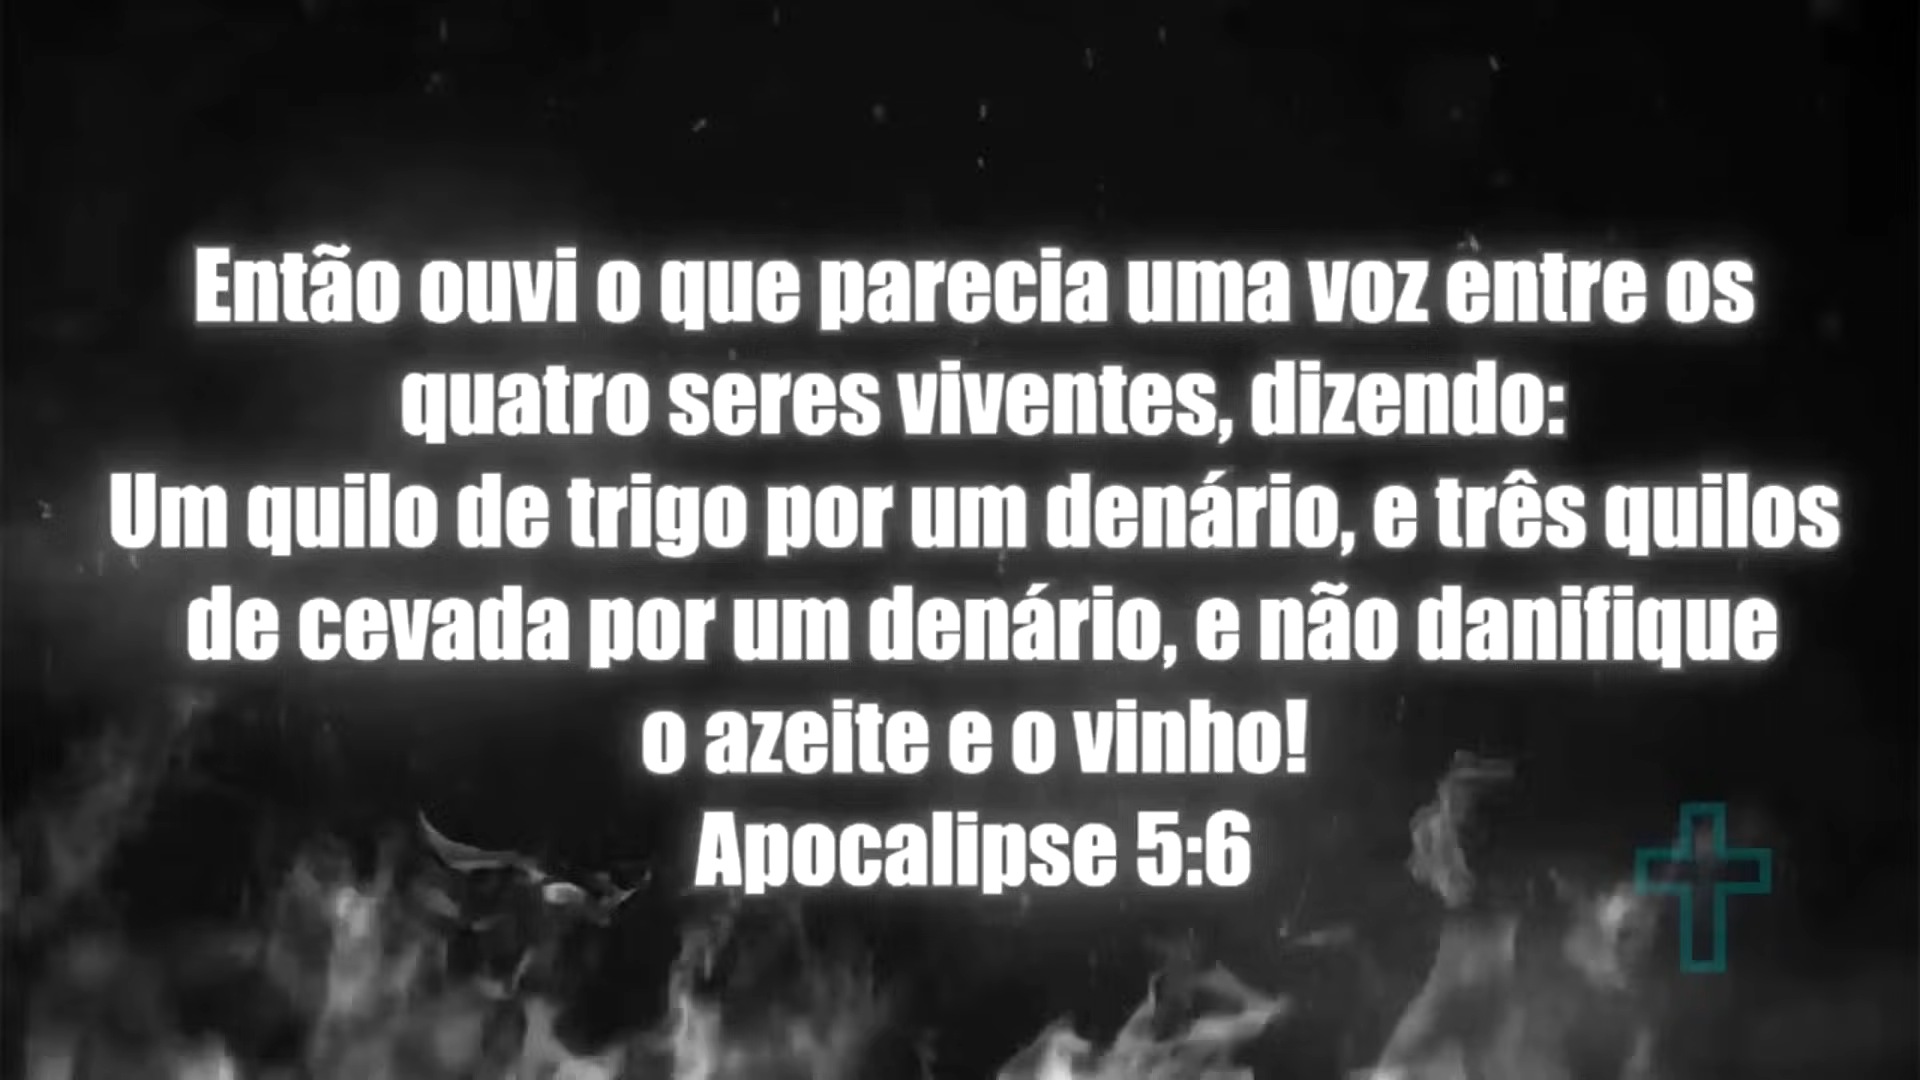 Então ouvi o que parecia uma voz entre os
quatro seres viventes, dizendo:
Um quilo de trigo por um denário, e três quilos
de cevada por um denário, e não danifique
o azeite e o vinho!
Apocalipse 5:6